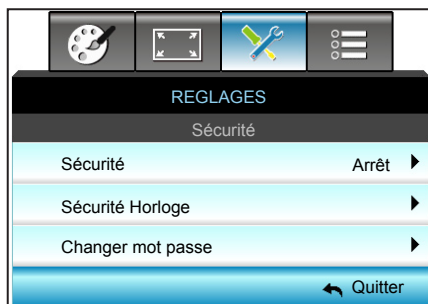 REGLAGES
Sécurité
Sécurité Arrêt
Sécurité Horloge
Changer mot passe
Quitter